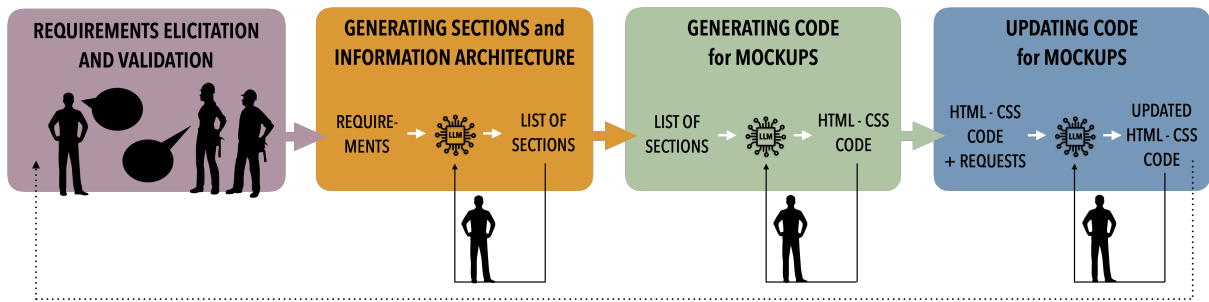 REQUIREMENTS ELICITATION
AND VALIDATION
GENERATING SECTIONS and
INFORMATION ARCHITECTURE
REQUIRE-
MENTS
LLM
LIST OF
SECTIONS
GENERATING CODE
for MOCKUPS
LIST OF
SECTIONS
LLM
HTML - CSS
CODE
UPDATING CODE
for MOCKUPS
HTML - CSS
CODE
+ REQUESTS
LLM
UPDATED
HTML - CSS
CODE